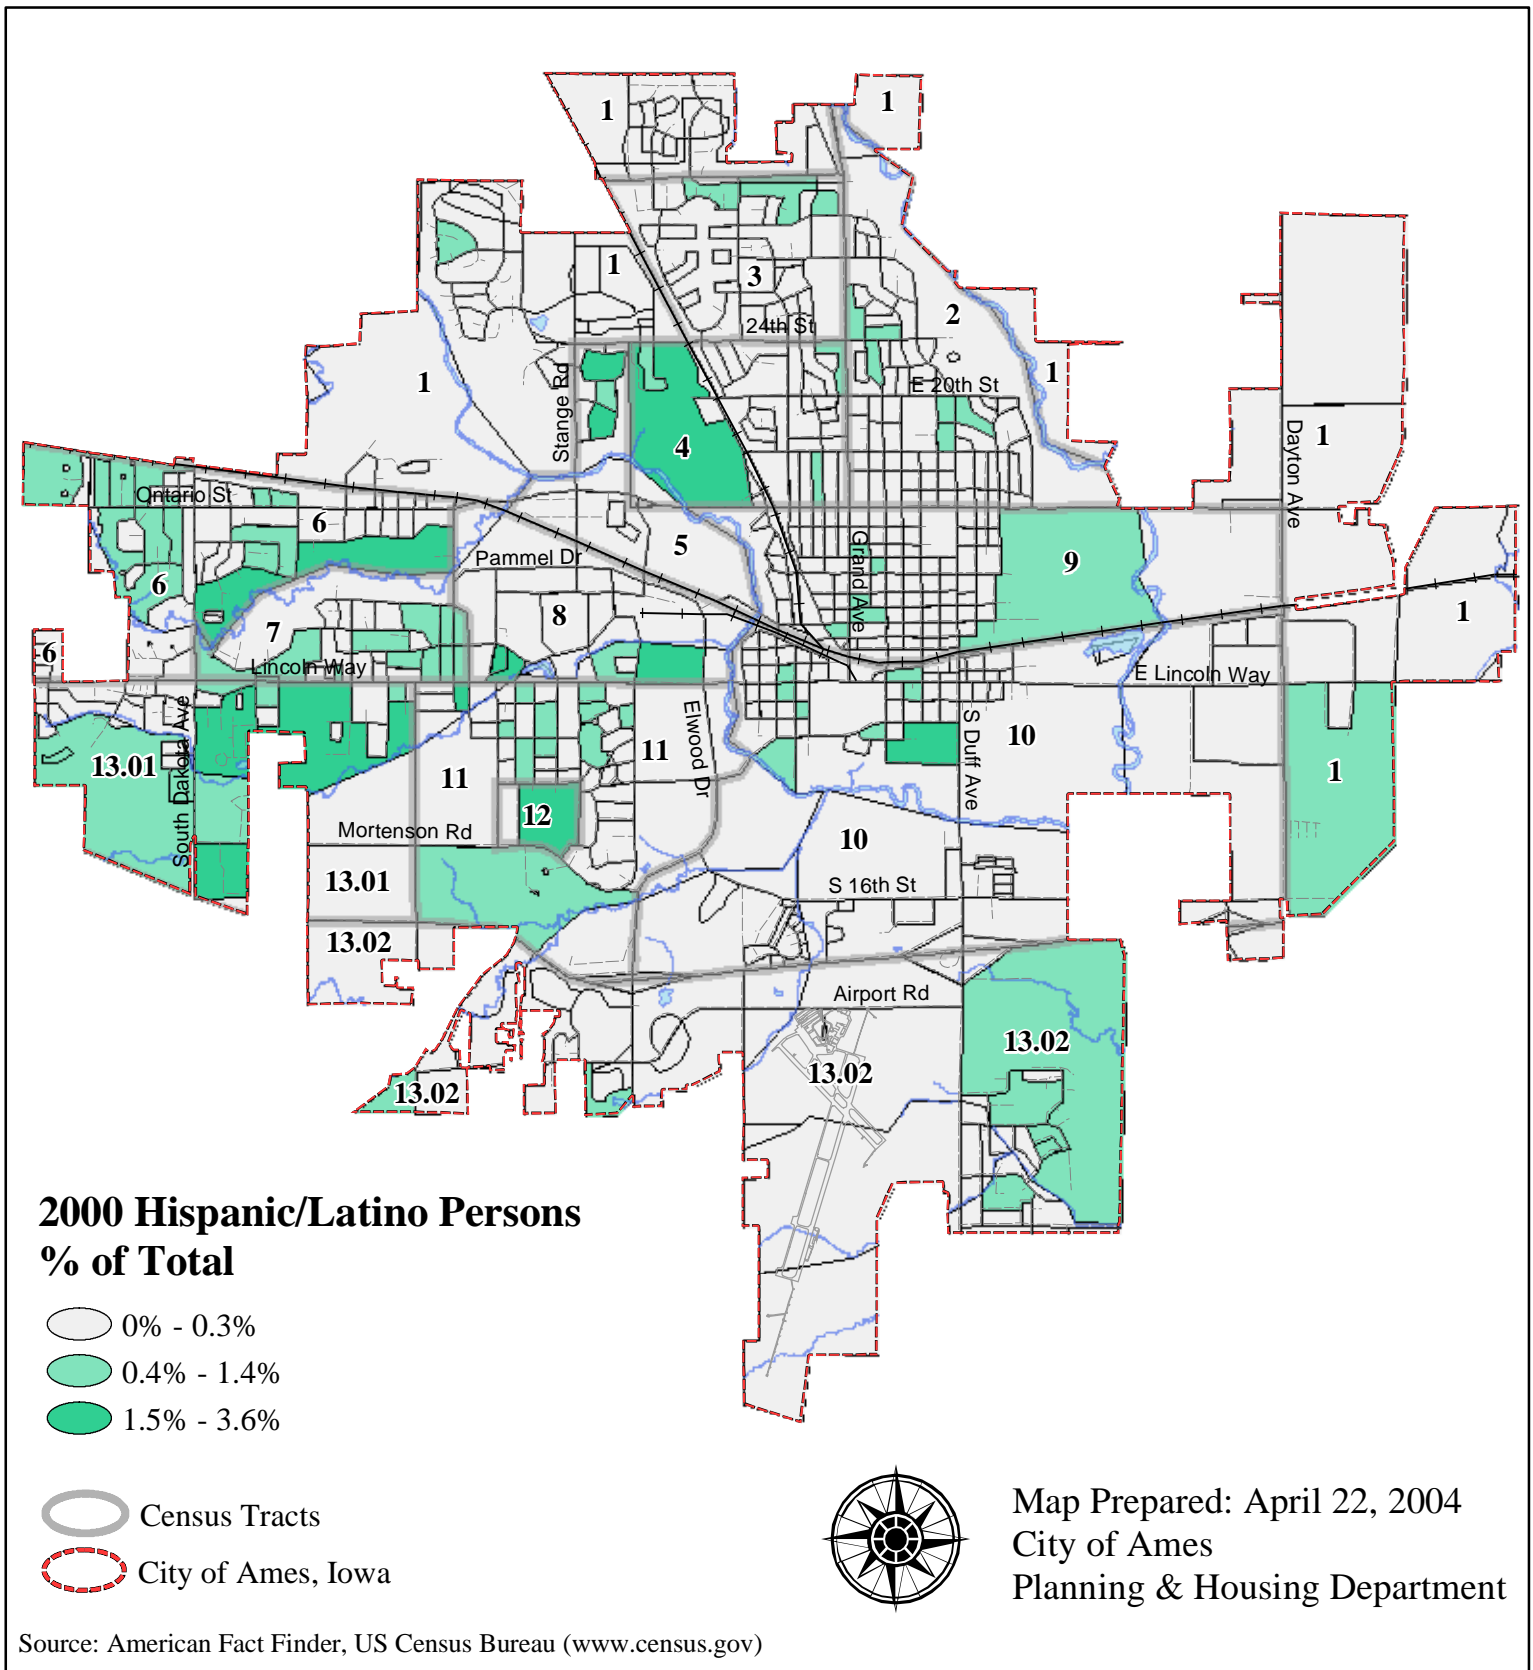 1
1
1
3
24th St
2
1
1
E 20th St
Stange Rd
4
Dayton Ave
1
Ontario St
6
5
Pammel Dr
Grand Ave
9
6
8
1
7
6
Lincoln Way
E Lincoln Way
South Dakota Ave
Elwood Dr
S Duff Ave
10
11
13.01
11
1
12
Mortenson Rd
10
13.01
S 16th St
13.02
Airport Rd
13.02
13.02
13.02
2000 Hispanic/Latino Persons
% of Total
0% - 0.3%
0.4% - 1.4%
1.5% - 3.6%
Census Tracts
City of Ames, Iowa
Map Prepared: April 22, 2004
City of Ames
Planning & Housing Department
Source: American Fact Finder, US Census Bureau (www.census.gov)